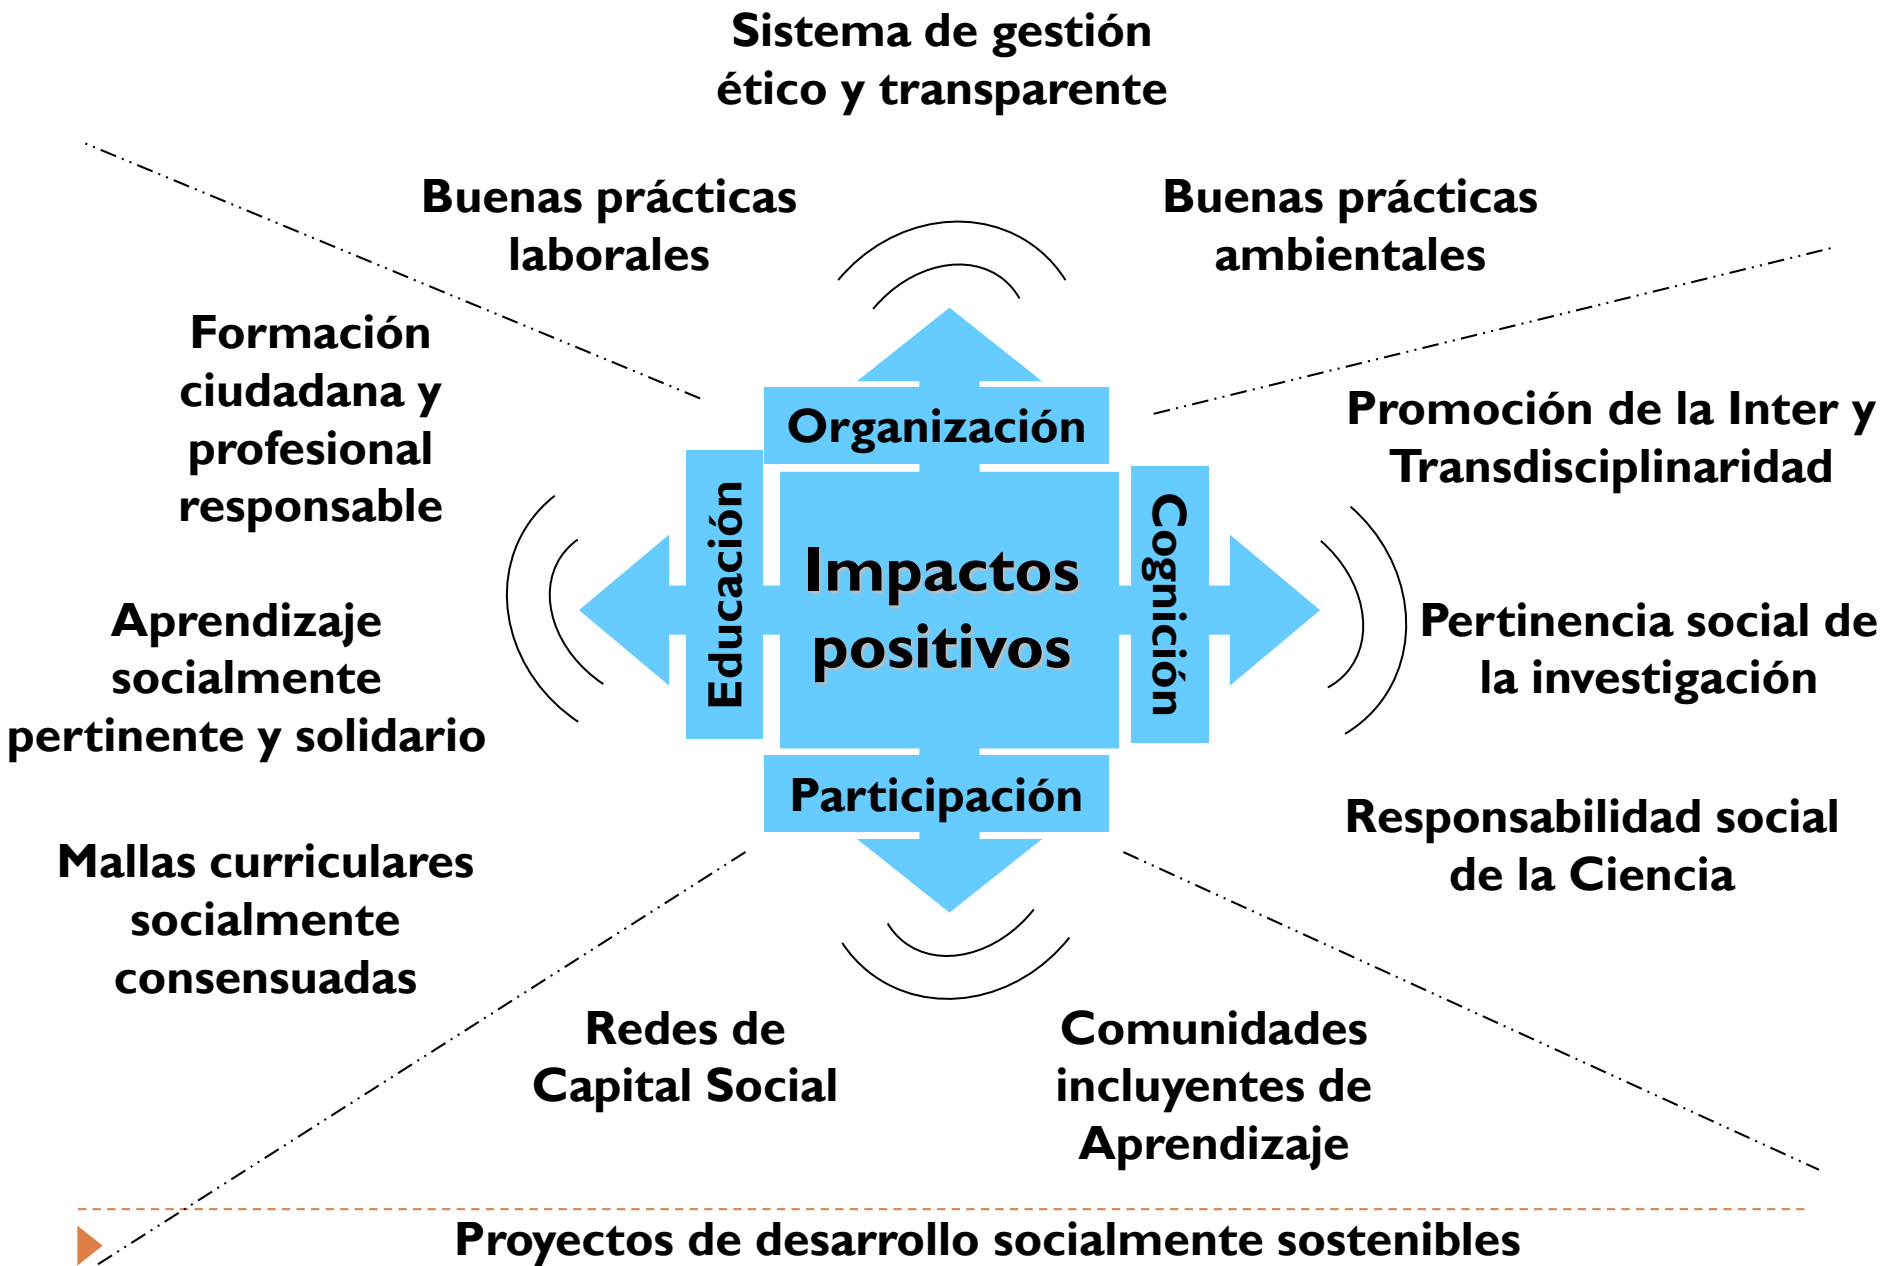 Sistema de gestión
ético y transparente
Buenas prácticas
laborales
Buenas prácticas
ambientales
Formación
ciudadana y
profesional
responsable
Organización
Promoción de la Inter y
Transdisciplinaridad
Educación
Impactos
positivos
Cognición
Aprendizaje
socialmente
pertinente y solidario
Pertinencia social de
la investigación
Participación
Responsabilidad social
de la Ciencia
Mallas curriculares
socialmente
consensuadas
Redes de
Capital Social
Comunidades
incluyentes de
Aprendizaje
Proyectos de desarrollo socialmente sostenibles